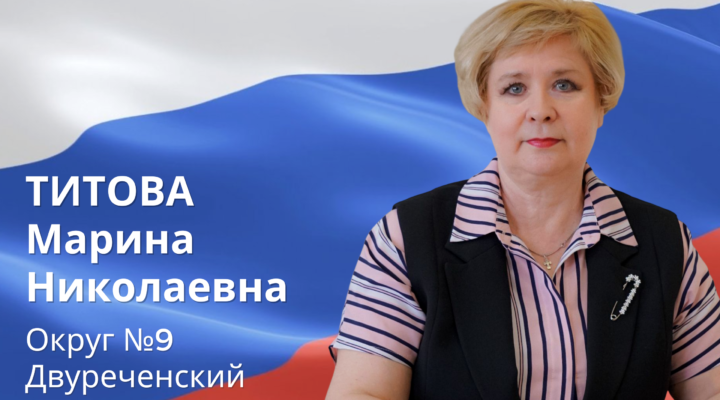 ТИТОВА
Марина
Николаевна
Округ №9
Двуреченский